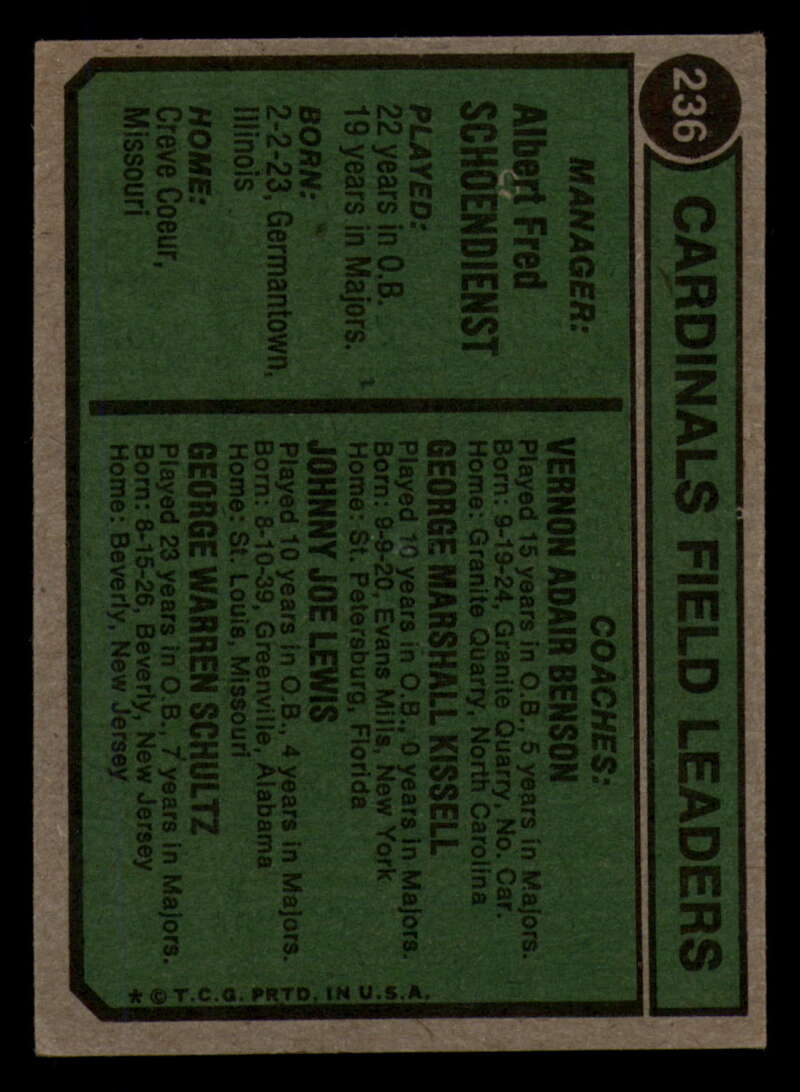 236
CARDINALS FIELD LEADERS
MANAGER:
Albert Fred
SCHOENDIENST
PLAYED:
22 years in O.B.
19 years in Majors.
BORN:
2-2-23, Germantown,
Illinois
HOME:
Creve Coeur,
Missouri
COACHES:
VERNON ADAIR BENSON
Played 15 years in O.B., 5 years in Majors.
Born: 9-19-24, Granite Quarry, No. Car.
Home: Granite Quarry, North Carolina
GEORGE MARSHALL KISSELL
Played 10 years in O.B., 0 years in Majors.
Born: 9-9-20, Evans Mills, New York
Home: St. Petersburg, Florida
JOHNNY JOE LEWIS
Played 10 years in O.B., 4 years in Majors.
Born: 8-10-39, Greenville, Alabama
Home: St. Louis, Missouri
GEORGE WARREN SCHULTZ
Played 23 years in O.B., 7 years in Majors.
Born: 8-15-26, Beverly, New Jersey
Home: Beverly, New Jersey
* © T.C.G. PRTD. IN U.S.A.